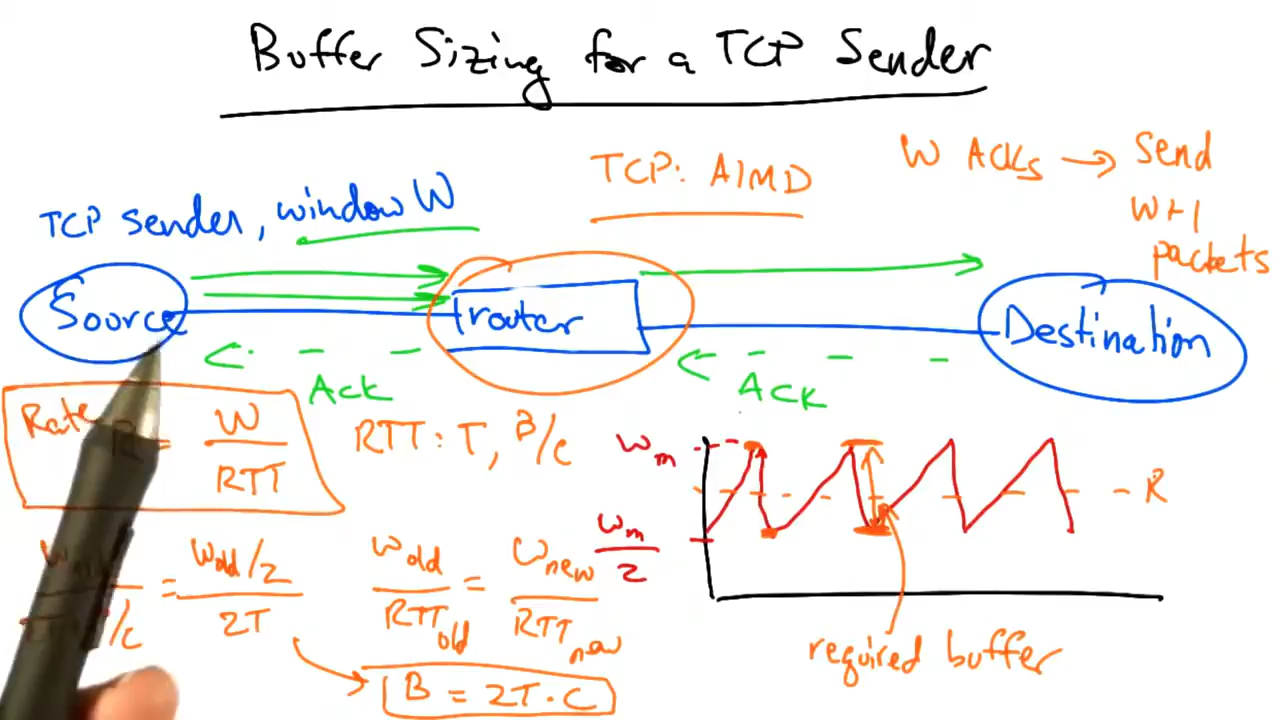 Buffer Sizing for a TCP Sender
TCP: AIMD
W ACKs → Send
W+1
packets
TCP sender, window W
Source
router
Destination
Ack
ACK
Rate
= W
RTT
RTT: T, B/C
Wm
Wm
2
R
required buffer
/C
= Wold/2
2T
Wold = Wnew
RTTold RTTnew
B = 2T·C